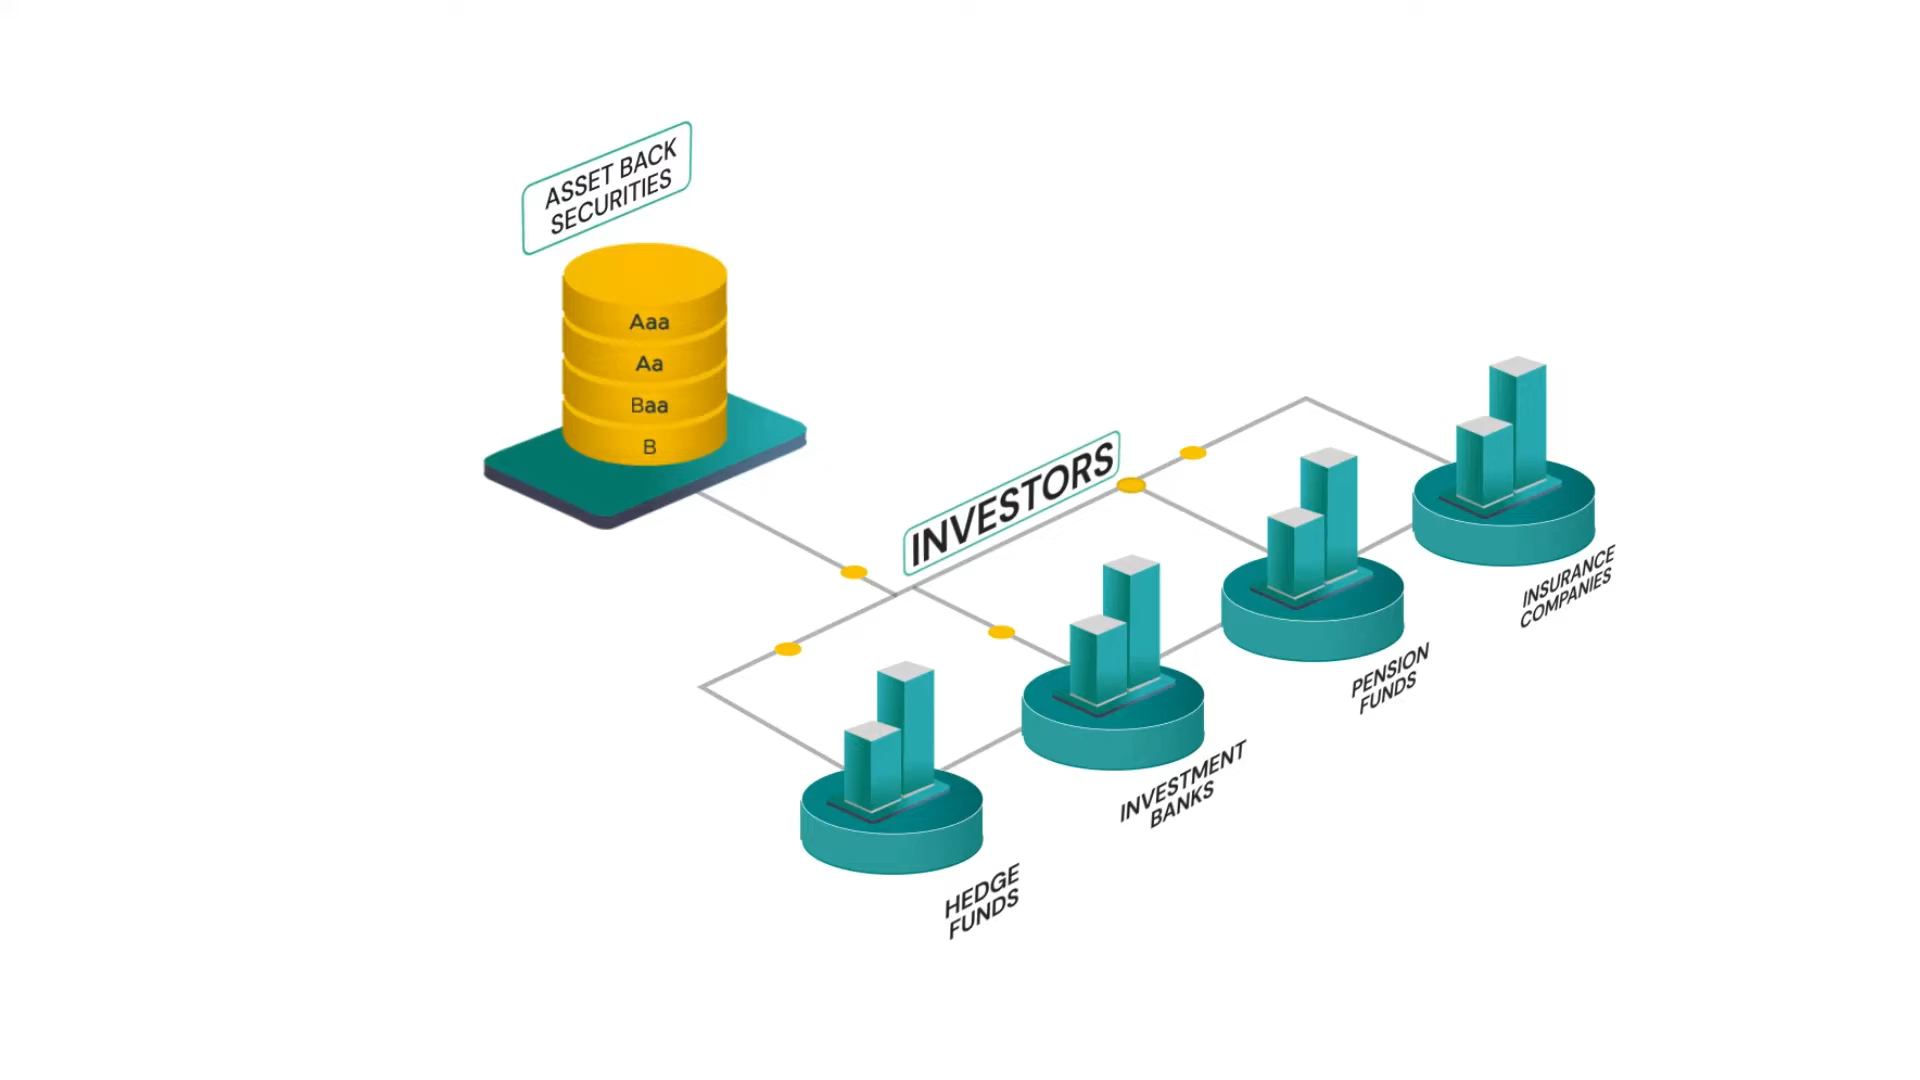 ASSET BACK
SECURITIES
Aaa
Aa
Baa
B
INVESTORS
INSURANCE
COMPANIES
PENSION
FUNDS
INVESTMENT
BANKS
HEDGE
FUNDS